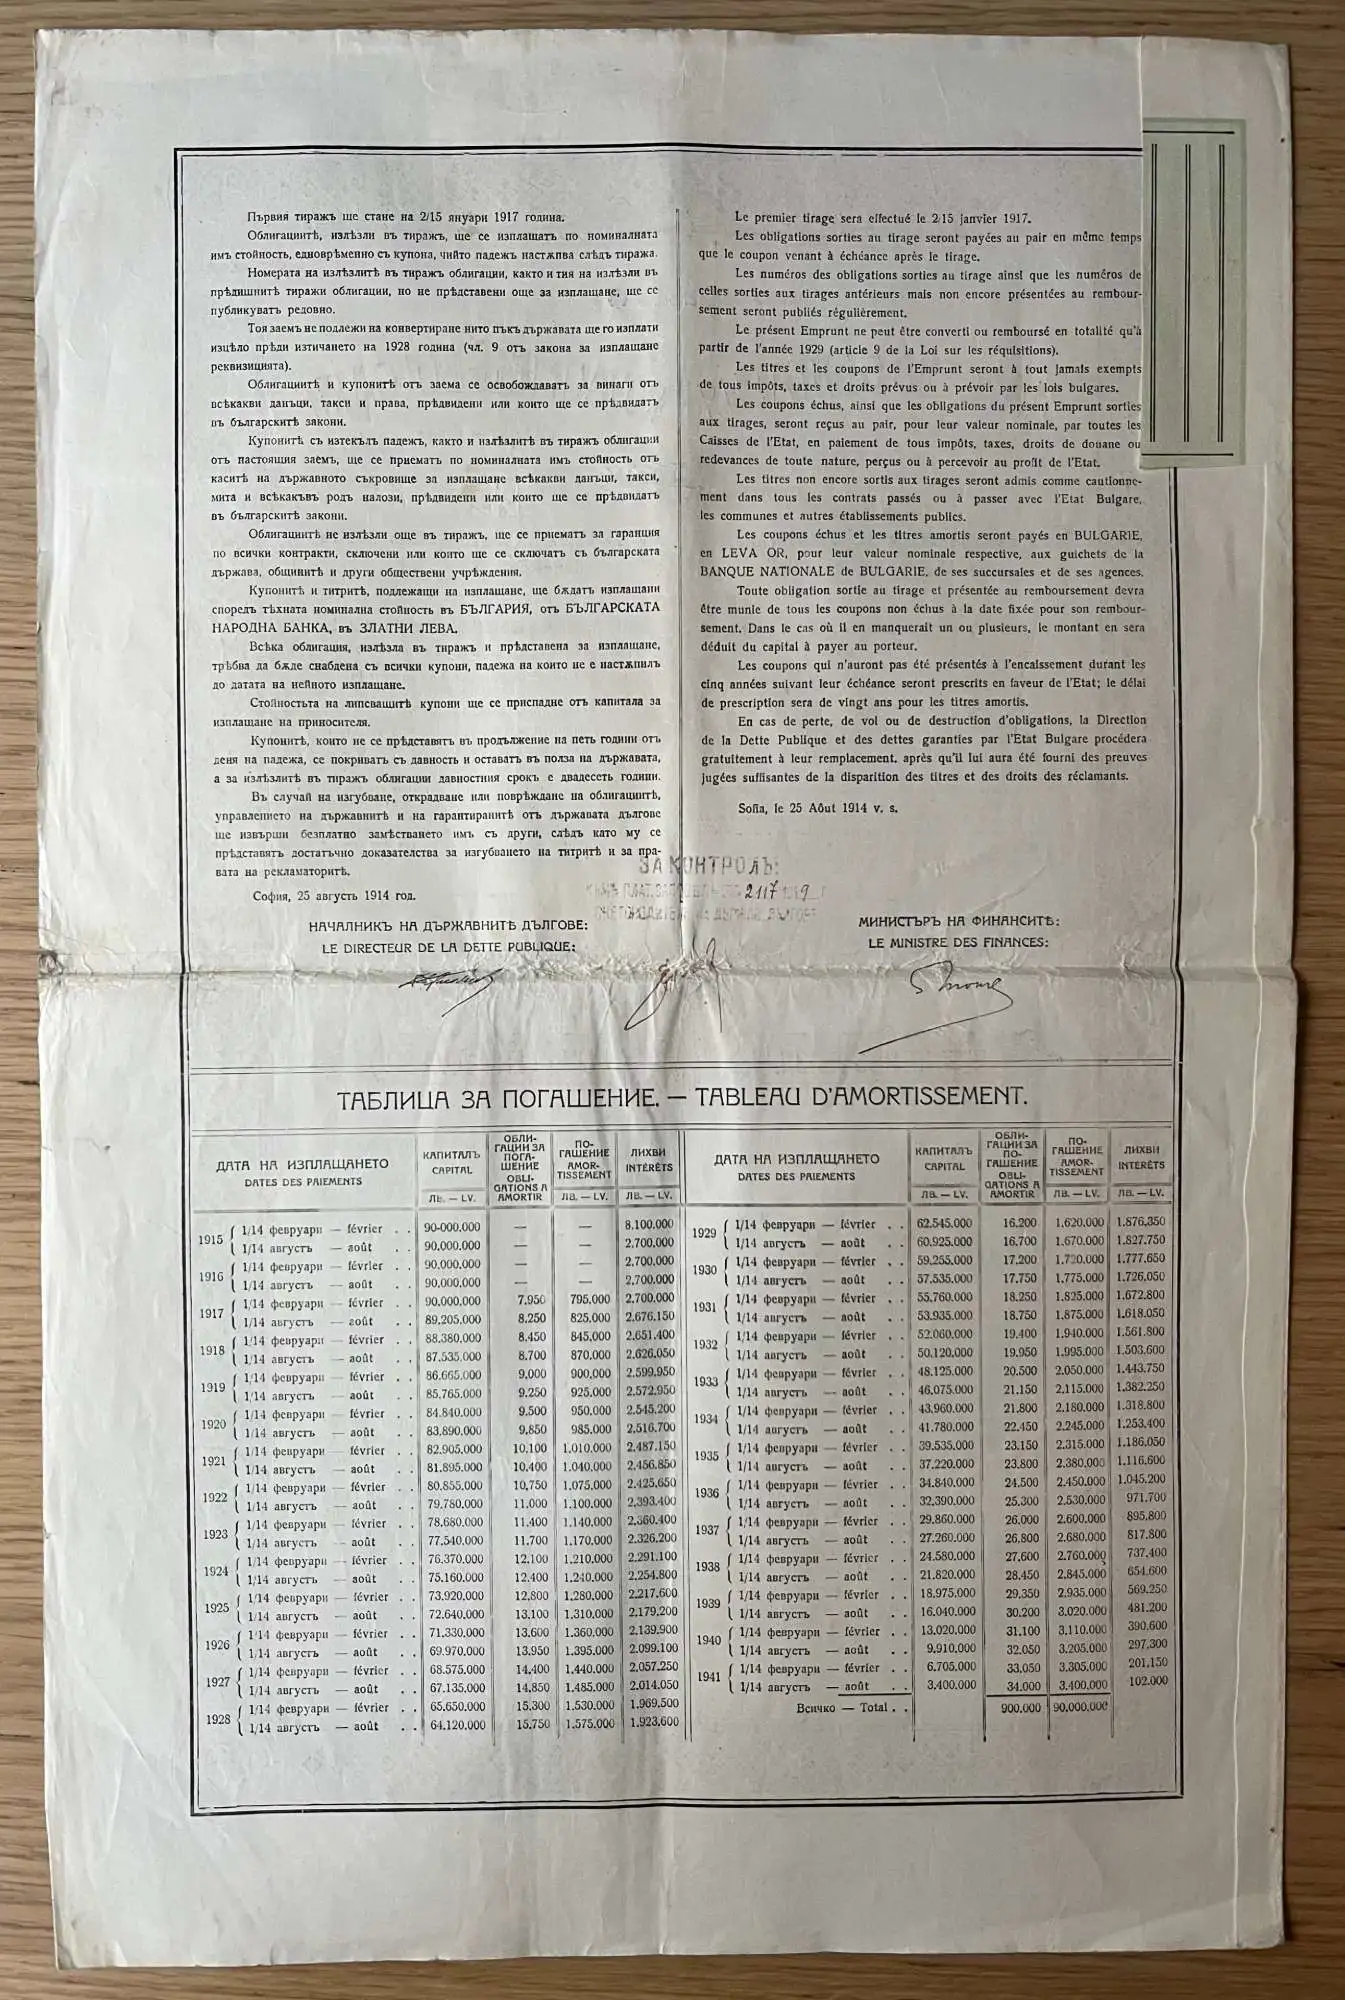 Първия тиражъ ще стане на 2/15 януари 1917 година.
Облигациитѣ, излѣзли въ тиражъ, ще се изплащатъ по номиналната
имъ стойность, едноврѣменно съ купона, чийто падежъ настѫпва слѣдъ тиража.
Номерата на излѣзлитѣ въ тиражъ облигации, както и тия на излѣзли въ
прѣдишнитѣ тиражи облигации, но не прѣдставени още за изплащане, ще се
публикуватъ редовно.
Тоя заемъ не подлежи на конвертиране нито пъкъ държавата ще го изплати
изцѣло прѣди изтичането на 1928 година (чл. 9 отъ закона за изплащане
реквизицията).
Облигациитѣ и купонитѣ отъ заема се освобождаватъ за винаги отъ
всѣкакви данъци, такси и права, прѣдвидени или които ще се прѣдвидатъ
въ българскитѣ закони.
Купонитѣ съ изтекълъ падежъ, както и излѣзлитѣ въ тиражъ облигации
отъ настоящия заемъ, ще се приематъ по номиналната имъ стойность отъ
каситѣ на държавното съкровище за изплащане всѣкакви данъци, такси,
мита и всѣкакъвъ родъ налози, прѣдвидени или които ще се прѣдвидатъ
въ българскитѣ закони.
Облигациитѣ не излѣзли още въ тиражъ, ще се приематъ за гаранция
по всички контракти, сключени или които ще се сключатъ съ българската
държава, общинитѣ и други обществени учрѣждения.
Купонитѣ и титритѣ, подлежащи на изплащане, ще бѫдатъ изплащани
споредъ тѣхната номинална стойность въ БЪЛГАРИЯ, отъ БЪЛГАРСКАТА
НАРОДНА БАНКА, въ ЗЛАТНИ ЛЕВА.
Всѣка облигация, излѣзла въ тиражъ и прѣдставена за изплащане,
трѣбва да бѫде снабдена съ всички купони, падежа на които не е настѫпилъ
до датата на нейното изплащане.
Стойностьта на липсващитѣ купони ще се приспадне отъ капитала за
изплащане на приносителя.
Купонитѣ, които не се прѣдставятъ въ продължение на петь години отъ
деня на падежа, се покриватъ съ давность и оставатъ въ полза на държавата,
а за излѣзлитѣ въ тиражъ облигации давностния срокъ е двадесеть години.
Въ случай на изгубване, открадване или поврѣждане на облигациитѣ,
управлението на държавнитѣ и на гарантиранитѣ отъ държавата дългове
ще извърши безплатно замѣстването имъ съ други, слѣдъ като му се
прѣдставятъ достатъчно доказателства за изгубването на титритѣ и за пра-
вата на рекламаторитѣ.
София, 25 августъ 1914 год.
НАЧАЛНИКЪ НА ДЪРЖАВНИТѢ ДЪЛГОВЕ:
LE DIRECTEUR DE LA DETTE PUBLIQUE:
Le premier tirage sera effectué le 2/15 janvier 1917.
Les obligations sorties au tirage seront payées au pair en même temps
que le coupon venant à échéance après le tirage.
Les numéros des obligations sorties au tirage ainsi que les numéros de
celles sorties aux tirages antérieurs mais non encore présentées au rembour-
sement seront publiés régulièrement.
Le présent Emprunt ne peut être converti ou remboursé en totalité qu'à
partir de l'année 1929 (article 9 de la Loi sur les réquisitions).
Les titres et les coupons de l'Emprunt seront à tout jamais exempts
de tous impôts, taxes et droits prévus ou à prévoir par les lois bulgares.
Les coupons échus, ainsi que les obligations du présent Emprunt sorties
aux tirages, seront reçus au pair, pour leur valeur nominale, par toutes les
Caisses de l'Etat, en paiement de tous impôts, taxes, droits de douane ou
redevances de toute nature, perçus ou à percevoir au profit de l'Etat.
Les titres non encore sortis aux tirages seront admis comme cautionne-
ment dans tous les contrats passés ou à passer avec l'Etat Bulgare,
les communes et autres établissements publics.
Les coupons échus et les titres amortis seront payés en BULGARIE,
en LEVA OR, pour leur valeur nominale respective, aux guichets de la
BANQUE NATIONALE de BULGARIE, de ses succursales et de ses agences.
Toute obligation sortie au tirage et présentée au remboursement devra
être munie de tous les coupons non échus à la date fixée pour son rembour-
sement. Dans le cas où il en manquerait un ou plusieurs, le montant en sera
déduit du capital à payer au porteur.
Les coupons qui n'auront pas été présentés à l'encaissement durant les
cinq années suivant leur échéance seront prescrits en faveur de l'Etat; le délai
de prescription sera de vingt ans pour les titres amortis.
En cas de perte, de vol ou de destruction d'obligations, la Direction
de la Dette Publique et des dettes garanties par l'Etat Bulgare procédera
gratuitement à leur remplacement, après qu'il lui aura été fourni des preuves
jugées suffisantes de la disparition des titres et des droits des réclamants.
Sofia, le 25 Août 1914 v. s.
ЗА КОНТРОЛЬ:
2117
МИНИСТЪРЪ НА ФИНАНСИТѢ:
LE MINISTRE DES FINANCES:
ТАБЛИЦА ЗА ПОГАШЕНИЕ. — TABLEAU D'AMORTISSEMENT.
ДАТА НА ИЗПЛАЩАНЕТО
DATES DES PAIEMENTS
КАПИТАЛЪ
CAPITAL
ЛВ. — LV.
ОБЛИ-
ГАЦИИ ЗА
ПОГА-
ШЕНИЕ
OBLI-
GATIONS A
AMORTIR
ПО-
ГАШЕНИЕ
AMOR-
TISSEMENT
ЛВ. — LV.
ЛИХВИ
INTÉRÊTS
ЛВ. — LV.
1915 { 1/14 февруари — février . . 90-000.000 — — 8.100.000
1/14 августъ — août . . 90.000.000 — — 2.700.000
1916 { 1/14 февруари — février . . 90.000.000 — — 2.700.000
1/14 августъ — août . . 90.000.000 — — 2.700.000
1917 { 1/14 февруари — février . . 90.000.000 7.950 795.000 2.700.000
1/14 августъ — août . . 89.205.000 8.250 825.000 2.676.150
1918 { 1/14 февруари — février . . 88.380.000 8.450 845.000 2.651.400
1/14 августъ — août . . 87.535.000 8.700 870.000 2.626.050
1919 { 1/14 февруари — février . . 86.665.000 9.000 900.000 2.599.950
1/14 августъ — août . . 85.765.000 9.250 925.000 2.572.950
1920 { 1/14 февруари — février . . 84.840.000 9.500 950.000 2.545.200
1/14 августъ — août . . 83.890.000 9.850 985.000 2.516.700
1921 { 1/14 февруари — février . . 82.905.000 10.100 1.010.000 2.487.150
1/14 августъ — août . . 81.895.000 10.400 1.040.000 2.456.850
1922 { 1/14 февруари — février . . 80.855.000 10.750 1.075.000 2.425.650
1/14 августъ — août . . 79.780.000 11.000 1.100.000 2.393.400
1923 { 1/14 февруари — février . . 78.680.000 11.400 1.140.000 2.360.400
1/14 августъ — août . . 77.540.000 11.700 1.170.000 2.326.200
1924 { 1/14 февруари — février . . 76.370.000 12.100 1.210.000 2.291.100
1/14 августъ — août . . 75.160.000 12.400 1.240.000 2.254.800
1925 { 1/14 февруари — février . . 73.920.000 12.800 1.280.000 2.217.600
1/14 августъ — août . . 72.640.000 13.100 1.310.000 2.179.200
1926 { 1/14 февруари — février . . 71.330.000 13.600 1.360.000 2.139.900
1/14 августъ — août . . 69.970.000 13.950 1.395.000 2.099.100
1927 { 1/14 февруари — février . . 68.575.000 14.400 1.440.000 2.057.250
1/14 августъ — août . . 67.135.000 14.850 1.485.000 2.014.050
1928 { 1/14 февруари — février . . 65.650.000 15.300 1.530.000 1.969.500
1/14 августъ — août . . 64.120.000 15.750 1.575.000 1.923.600
ДАТА НА ИЗПЛАЩАНЕТО
DATES DES PAIEMENTS
КАПИТАЛЪ
CAPITAL
ЛВ. — LV.
ОБЛИ-
ГАЦИИ ЗА
ПО-
ГАШЕНИЕ
OBLI-
GATIONS A
AMORTIR
ПО-
ГАШЕНИЕ
AMOR-
TISSEMENT
ЛВ. — LV.
ЛИХВИ
INTÉRÊTS
ЛВ. — LV.
1929 { 1/14 февруари — février . . 62.545.000 16.200 1.620.000 1.876.350
1/14 августъ — août . . 60.925.000 16.700 1.670.000 1.827.750
1930 { 1/14 февруари — février . . 59.255.000 17.200 1.720.000 1.777.650
1/14 августъ — août . . 57.535.000 17.750 1.775.000 1.726.050
1931 { 1/14 февруари — février . . 55.760.000 18.250 1.825.000 1.672.800
1/14 августъ — août . . 53.935.000 18.750 1.875.000 1.618.050
1932 { 1/14 февруари — février . . 52.060.000 19.400 1.940.000 1.561.800
1/14 августъ — août . . 50.120.000 19.950 1.995.000 1.503.600
1933 { 1/14 февруари — février . . 48.125.000 20.500 2.050.000 1.443.750
1/14 августъ — août . . 46.075.000 21.150 2.115.000 1.382.250
1934 { 1/14 февруари — février . . 43.960.000 21.800 2.180.000 1.318.800
1/14 августъ — août . . 41.780.000 22.450 2.245.000 1.253.400
1935 { 1/14 февруари — février . . 39.535.000 23.150 2.315.000 1.186.050
1/14 августъ — août . . 37.220.000 23.800 2.380.000 1.116.600
1936 { 1/14 февруари — février . . 34.840.000 24.500 2.450.000 1.045.200
1/14 августъ — août . . 32.390.000 25.300 2.530.000 971.700
1937 { 1/14 февруари — février . . 29.860.000 26.000 2.600.000 895.800
1/14 августъ — août . . 27.260.000 26.800 2.680.000 817.800
1938 { 1/14 февруари — février . . 24.580.000 27.600 2.760.000 737.400
1/14 августъ — août . . 21.820.000 28.450 2.845.000 654.600
1939 { 1/14 февруари — février . . 18.975.000 29.350 2.935.000 569.250
1/14 августъ — août . . 16.040.000 30.200 3.020.000 481.200
1940 { 1/14 февруари — février . . 13.020.000 31.100 3.110.000 390.600
1/14 августъ — août . . 9.910.000 32.050 3.205.000 297.300
1941 { 1/14 февруари — février . . 6.705.000 33.050 3.305.000 201.150
1/14 августъ — août . . 3.400.000 34.000 3.400.000 102.000
Всичко — Total . . 900.000 90,000.000